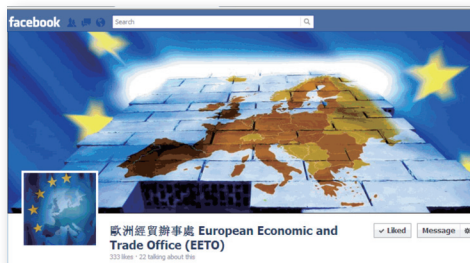 facebook
Search
歐洲經貿辦事處 European Economic and
Trade Office (EETO)
333 likes · 22 talking about this
✓ Liked
Message